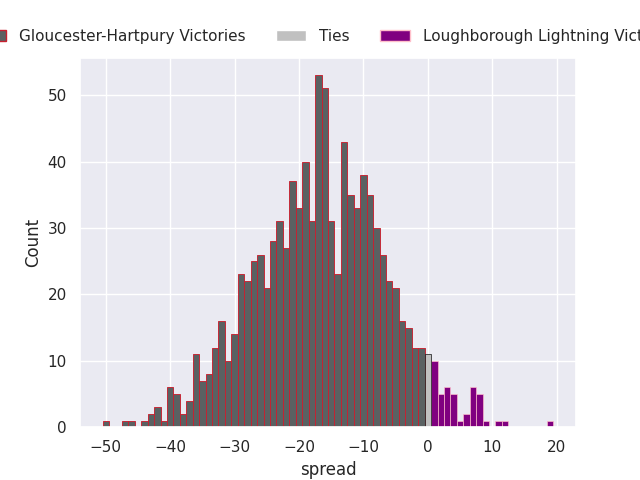 Gloucester-Hartpury Victories Ties Loughborough Lightning Vict
50
40
30
20
10
0
Count
−50 −40 −30 −20 −10 0 10 20
spread